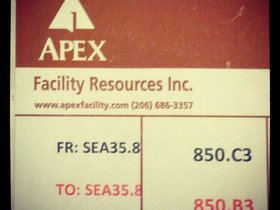 APEX
Facility Resources Inc.
www.apexfacility.com (206) 686-3357
FR: SEA35.8
850.C3
TO: SEA35.8
850.B3